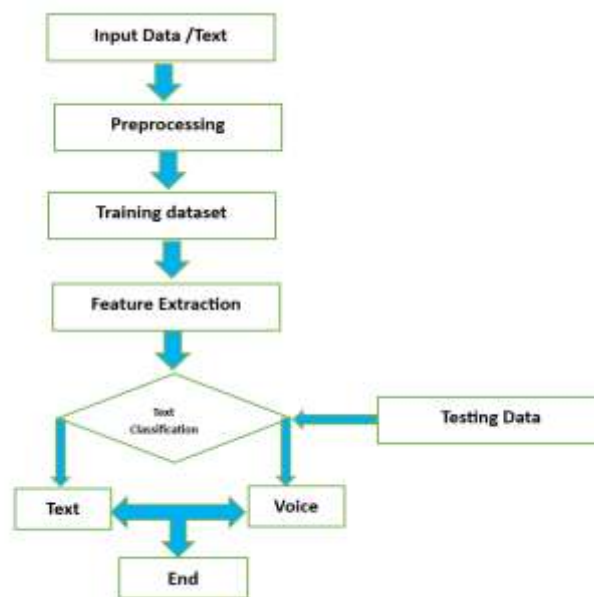 Input Data /Text
Preprocessing
Training dataset
Feature Extraction
Text
Classification
Testing Data
Text
Voice
End